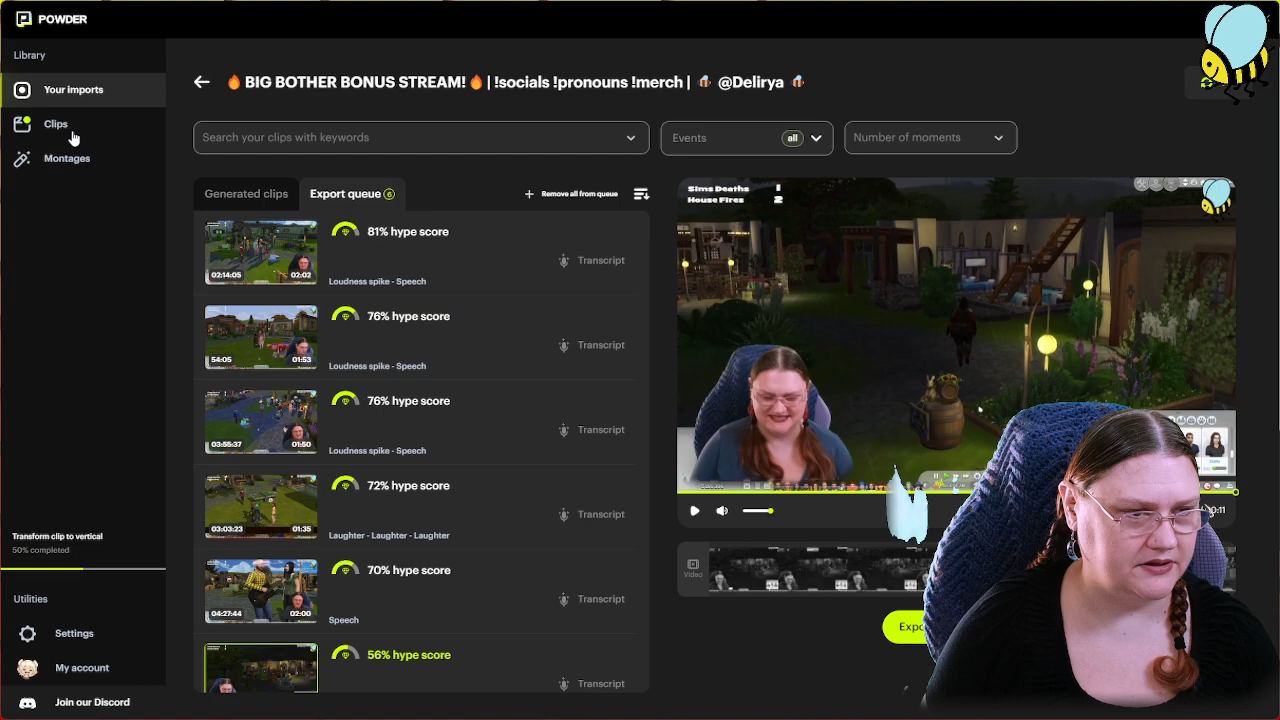 POWDER
Library
Your imports
Clips
Montages
Transform clip to vertical
50% completed
Utilities
Settings
My account
Join our Discord
🔥 BIG BOTHER BONUS STREAM! 🔥 | !socials !pronouns !merch | 🐝 @Delirya 🐝
Search your clips with keywords
Events all
Number of moments
Generated clips
Export queue 6
+ Remove all from queue
81% hype score
Transcript
02:14:05 02:02
Loudness spike - Speech
76% hype score
Transcript
54:05 01:53
Loudness spike - Speech
76% hype score
Transcript
03:55:37 01:50
Loudness spike - Speech
72% hype score
Transcript
03:03:23 01:35
Laughter - Laughter - Laughter
70% hype score
Transcript
04:27:44 02:00
Speech
56% hype score
Transcript
Sims Deaths 1
House Fires 2
Video